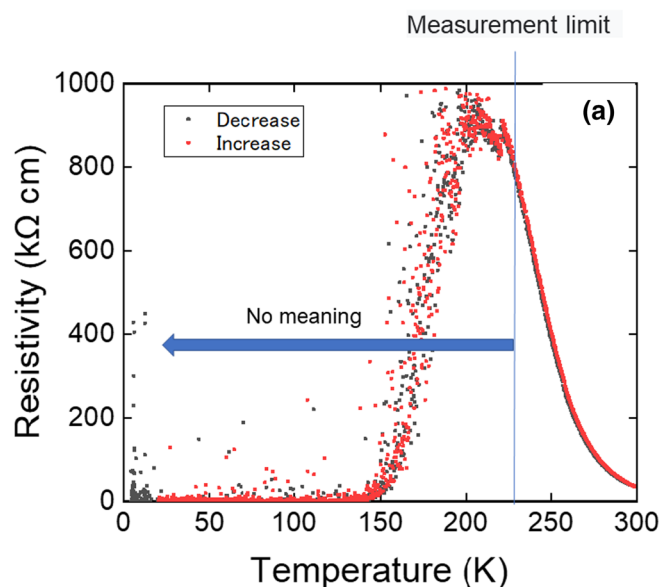 Measurement limit
(a)
Decrease
Increase
No meaning
Resistivity (kΩ cm)
1000
800
600
400
200
0
0 50 100 150 200 250 300
Temperature (K)